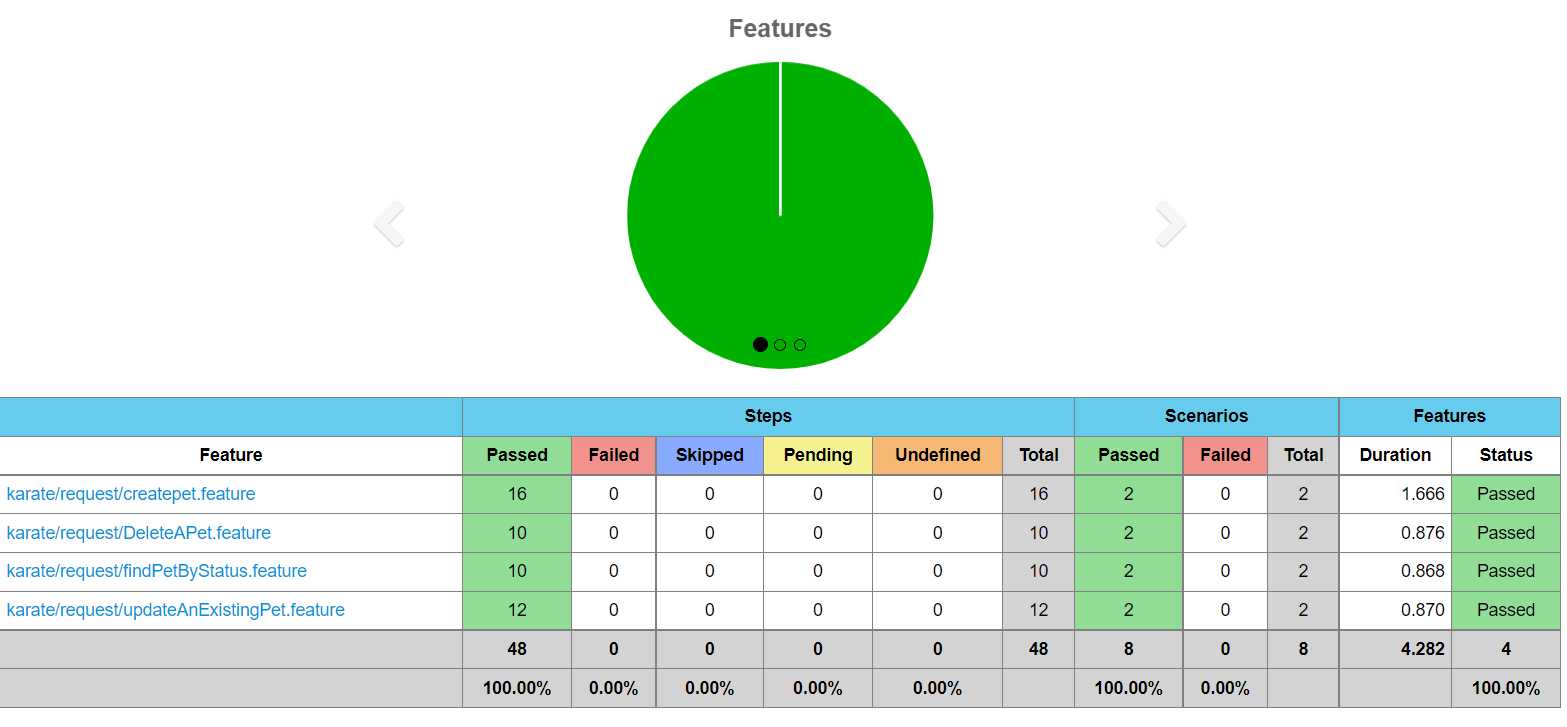 Features
Steps Scenarios Features
Feature Passed Failed Skipped Pending Undefined Total Passed Failed Total Duration Status
karate/request/createpet.feature 16 0 0 0 0 16 2 0 2 1.666 Passed
karate/request/DeleteAPet.feature 10 0 0 0 0 10 2 0 2 0.876 Passed
karate/request/findPetByStatus.feature 10 0 0 0 0 10 2 0 2 0.868 Passed
karate/request/updateAnExistingPet.feature 12 0 0 0 0 12 2 0 2 0.870 Passed
48 0 0 0 0 48 8 0 8 4.282 4
100.00% 0.00% 0.00% 0.00% 0.00% 100.00% 0.00% 100.00%